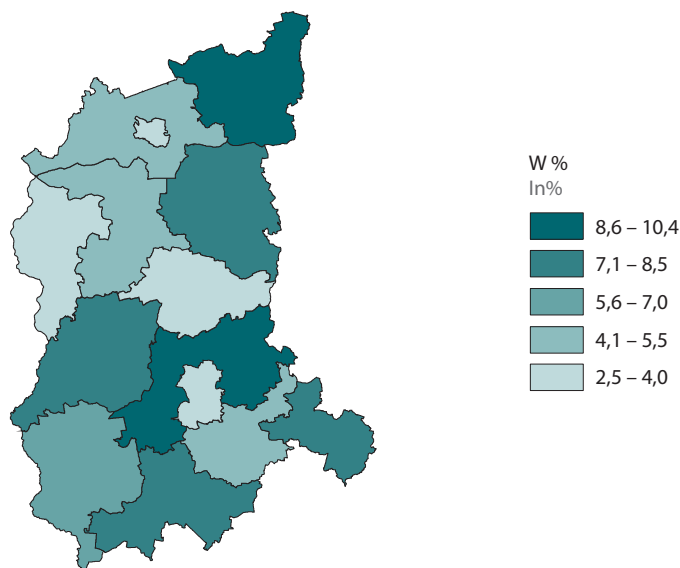 W %
In%
8,6 – 10,4
7,1 – 8,5
5,6 – 7,0
4,1 – 5,5
2,5 – 4,0